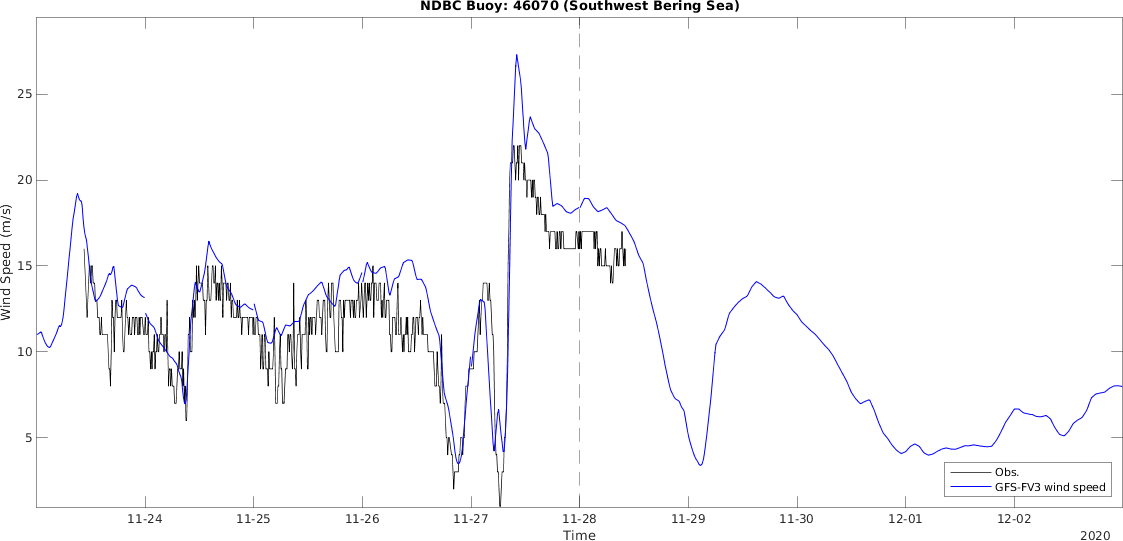 NDBC Buoy: 46070 (Southwest Bering Sea)
Wind Speed (m/s)
25
20
15
10
5
11-24 11-25 11-26 11-27 11-28 11-29 11-30 12-01 12-02
Time
2020
Obs.
GFS-FV3 wind speed